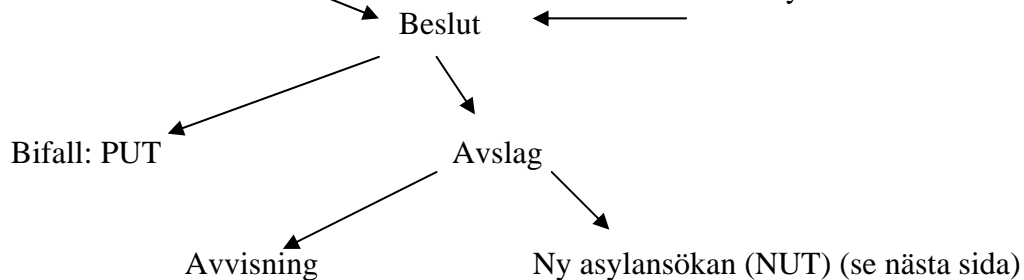 Beslut
Bifall: PUT
Avslag
Avvisning
Ny asylansökan (NUT) (se nästa sida)